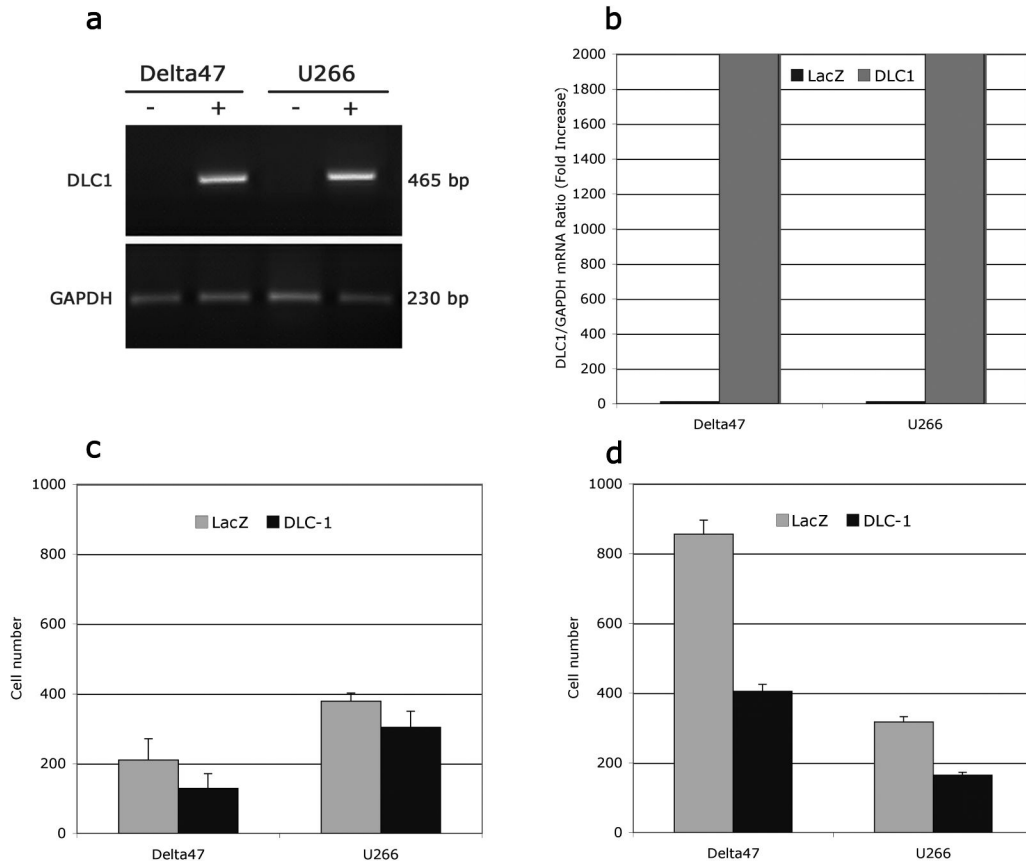 a
Delta47 U266
- + - +
DLC1 465 bp
GAPDH 230 bp
b
DLC1/GAPDH mRNA Ratio (Fold Increase)
2000
1800
1600
1400
1200
1000
800
600
400
200
0
LacZ DLC1
Delta47 U266
c
Cell number
1000
800
600
400
200
0
LacZ DLC-1
Delta47 U266
d
Cell number
1000
800
600
400
200
0
LacZ DLC-1
Delta47 U266